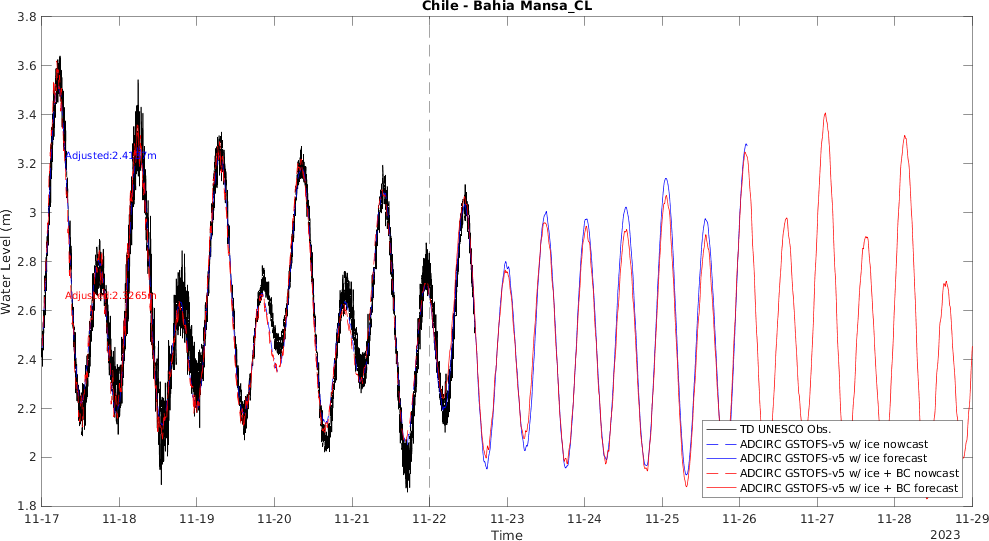 Chile - Bahia Mansa_CL
3.8
3.6
3.4
3.2
3
2.8
2.6
2.4
2.2
2
1.8
Water Level (m)
Adjusted:
Adjusted:
TD UNESCO Obs.
ADCIRC GSTOFS-v5 w/ ice nowcast
ADCIRC GSTOFS-v5 w/ ice forecast
ADCIRC GSTOFS-v5 w/ ice + BC nowcast
ADCIRC GSTOFS-v5 w/ ice + BC forecast
11-17 11-18 11-19 11-20 11-21 11-22 11-23 11-24 11-25 11-26 11-27 11-28 11-29
Time
2023